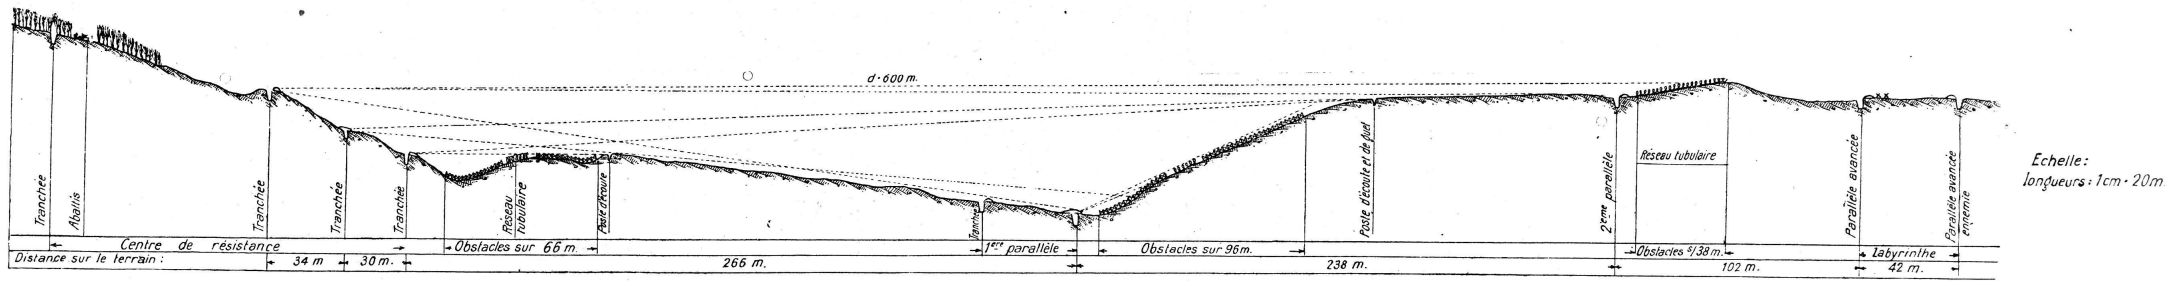 d · 600 m.
Tranchée
Abattis
Tranchée
Tranchée
Tranchée
Réseau
tubulaire
Poste d'écoute
Tranchée
Poste d'écoute et de guet
2ème parallèle
Réseau tubulaire
Parallèle avancée
Parallèle avancée
ennemie
Echelle:
longueurs: 1cm · 20m
Centre de résistance
Obstacles sur 66 m.
1ère parallèle
Obstacles sur 96m.
Obstacles s/38 m.
Labyrinthe
Distance sur le terrain:
34 m
30 m.
266 m.
238 m.
102 m.
42 m.